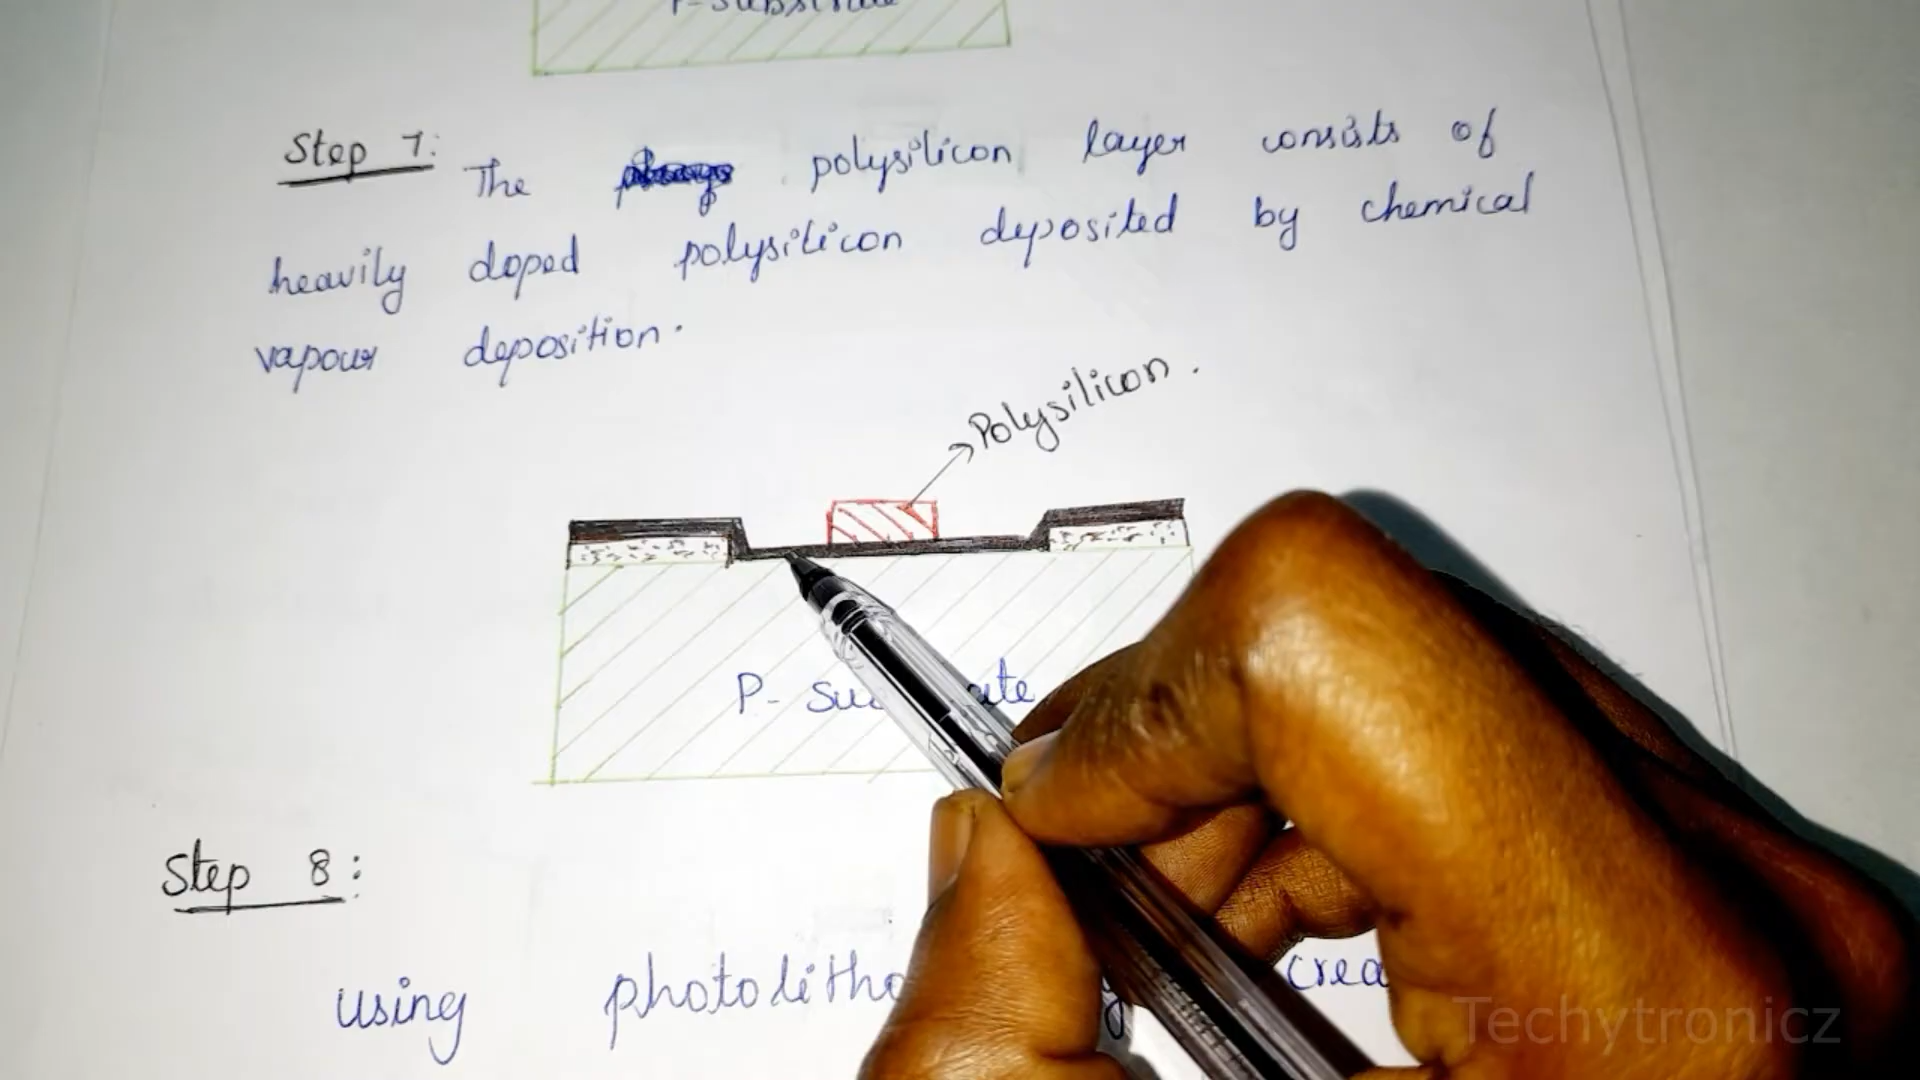 P-substrate
Step 7:
The polysilicon layer consists of
heavily doped polysilicon deposited by chemical
vapour deposition.
Polysilicon.
P-
Step 8:
using
Techytronicz